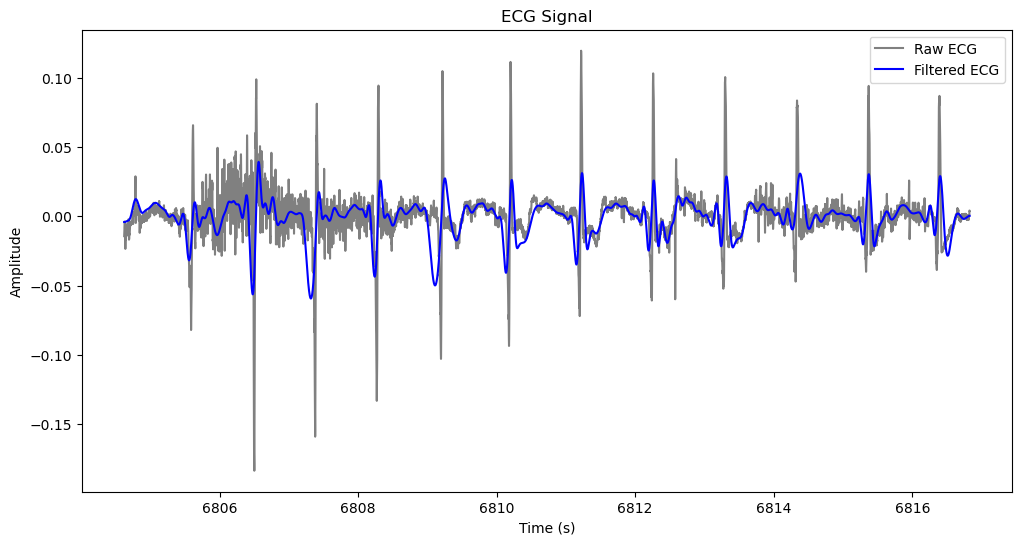 ECG Signal
Raw ECG
Filtered ECG
Amplitude
0.10
0.05
0.00
−0.05
−0.10
−0.15
6806 6808 6810 6812 6814 6816
Time (s)